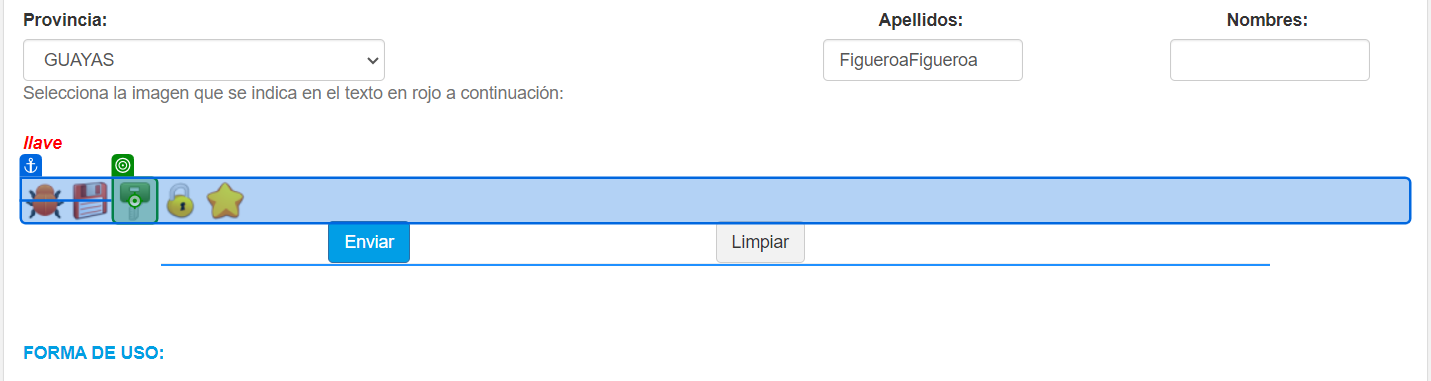 Provincia: Apellidos: Nombres:
GUAYAS FigueroaFigueroa
Selecciona la imagen que se indica en el texto en rojo a continuación:
llave
Enviar Limpiar
FORMA DE USO: